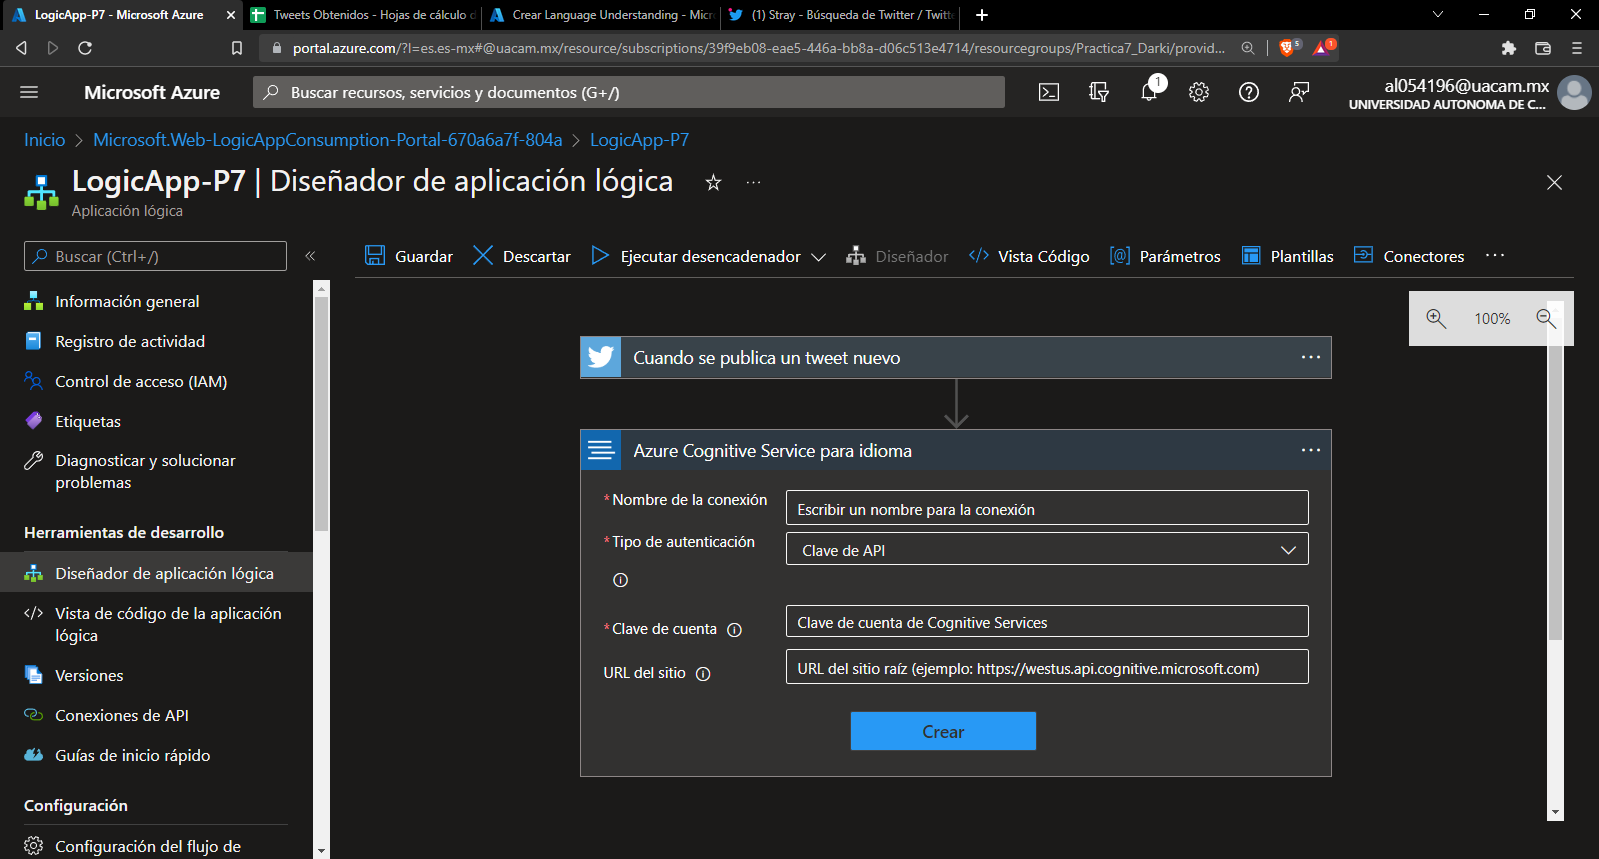 LogicApp-P7 - Microsoft Azure
Tweets Obtenidos - Hojas de cálculo d
Crear Language Understanding - Micr
(1) Stray - Búsqueda de Twitter / Twitt
portal.azure.com/?l=es.es-mx#@uacam.mx/resource/subscriptions/39f9eb08-eae5-446a-bb8a-d06c513e4714/resourcegroups/Practica7_Darki/provid...
5
1
Microsoft Azure
Buscar recursos, servicios y documentos (G+/)
1
al054196@uacam.mx
UNIVERSIDAD AUTONOMA DE C...
Inicio > Microsoft.Web-LogicAppConsumption-Portal-670a6a7f-804a > LogicApp-P7
LogicApp-P7 | Diseñador de aplicación lógica
Aplicación lógica
Buscar (Ctrl+/)
Guardar
Descartar
Ejecutar desencadenador
Diseñador
Vista Código
Parámetros
Plantillas
Conectores
Información general
Registro de actividad
Control de acceso (IAM)
Etiquetas
Diagnosticar y solucionar
problemas
Herramientas de desarrollo
Diseñador de aplicación lógica
Vista de código de la aplicación
lógica
Versiones
Conexiones de API
Guías de inicio rápido
Configuración
Configuración del flujo de
100%
Cuando se publica un tweet nuevo
Azure Cognitive Service para idioma
*Nombre de la conexión
Escribir un nombre para la conexión
*Tipo de autenticación
Clave de API
*Clave de cuenta
Clave de cuenta de Cognitive Services
URL del sitio
URL del sitio raíz (ejemplo: https://westus.api.cognitive.microsoft.com)
Crear